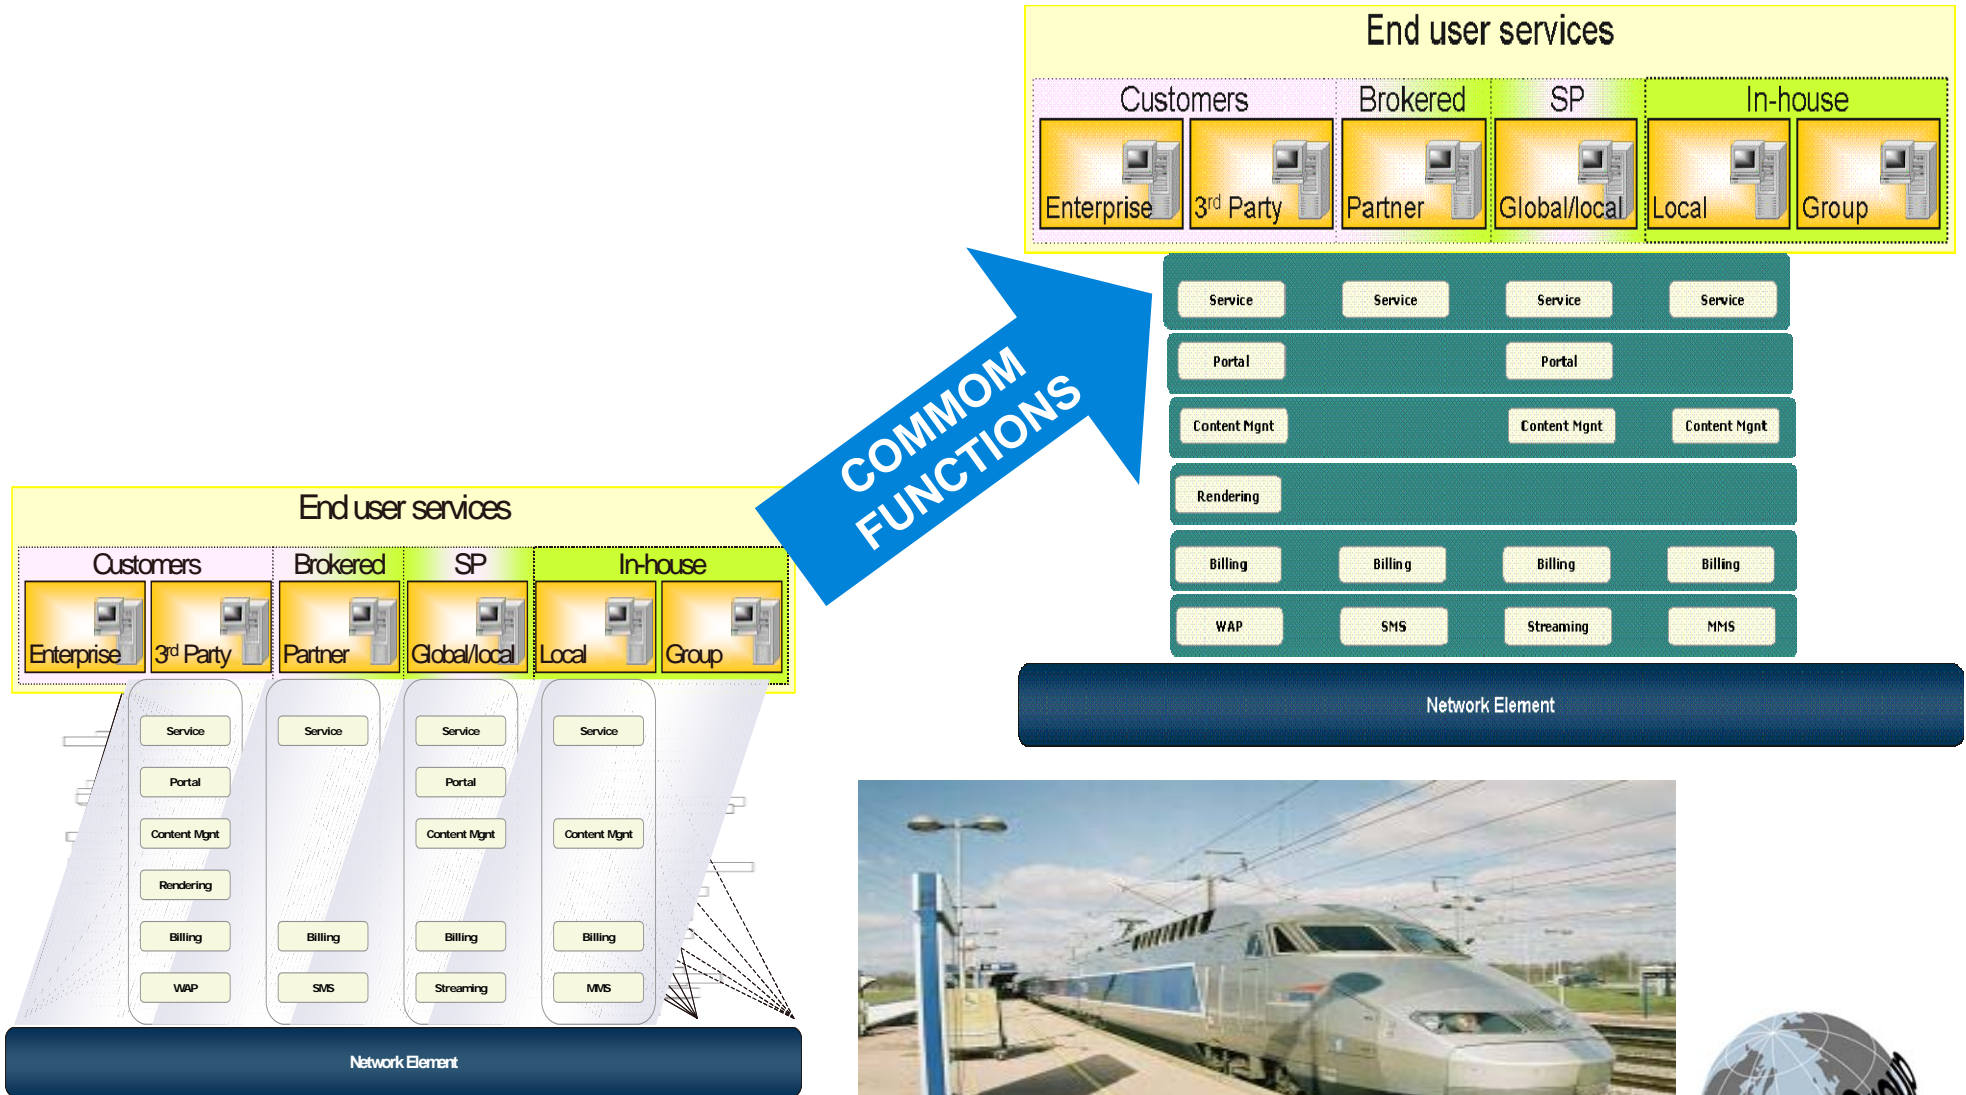 End user services
Customers Brokered SP In-house
Enterprise 3rd Party Partner Global/local Local Group
Service Service Service Service
Portal Portal
Content Mgnt Content Mgnt Content Mgnt
Rendering
Billing Billing Billing Billing
WAP SMS Streaming MMS
Network Element
COMMOM
FUNCTIONS
End user services
Customers Brokered SP In-house
Enterprise 3rd Party Partner Global/local Local Group
Service Service Service Service
Portal Portal
Content Mgnt Content Mgnt Content Mgnt
Rendering
Billing Billing Billing Billing
WAP SMS Streaming MMS
Network Element